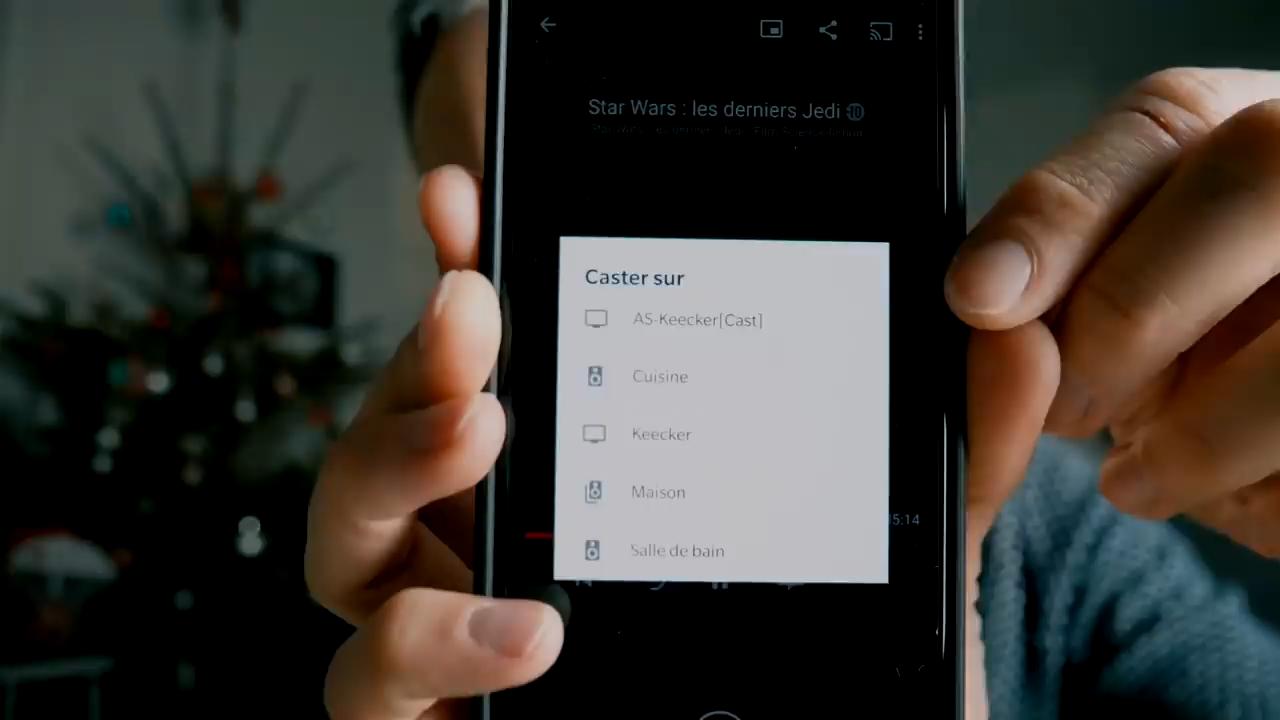 Star Wars : les derniers Jedi
Caster sur
AS-Keecker[Cast]
Cuisine
Keecker
Maison
15:14
Salle de bain